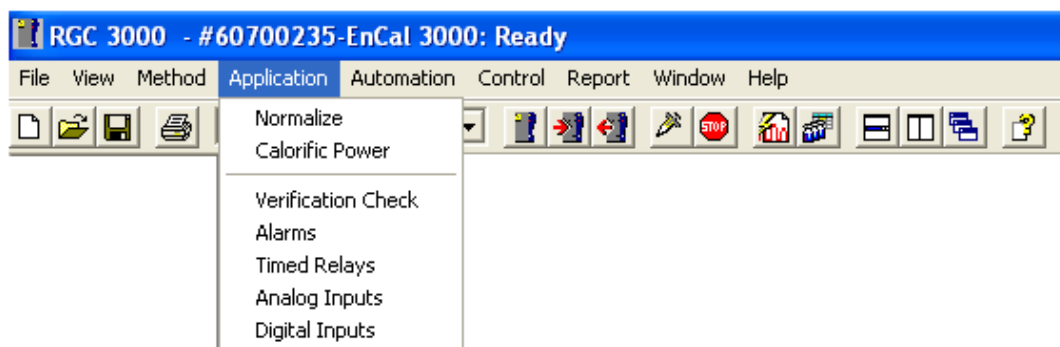 RGC 3000 - #60700235-EnCal 3000: Ready
File View Method Application Automation Control Report Window Help
STOP
Normalize
Calorific Power
Verification Check
Alarms
Timed Relays
Analog Inputs
Digital Inputs